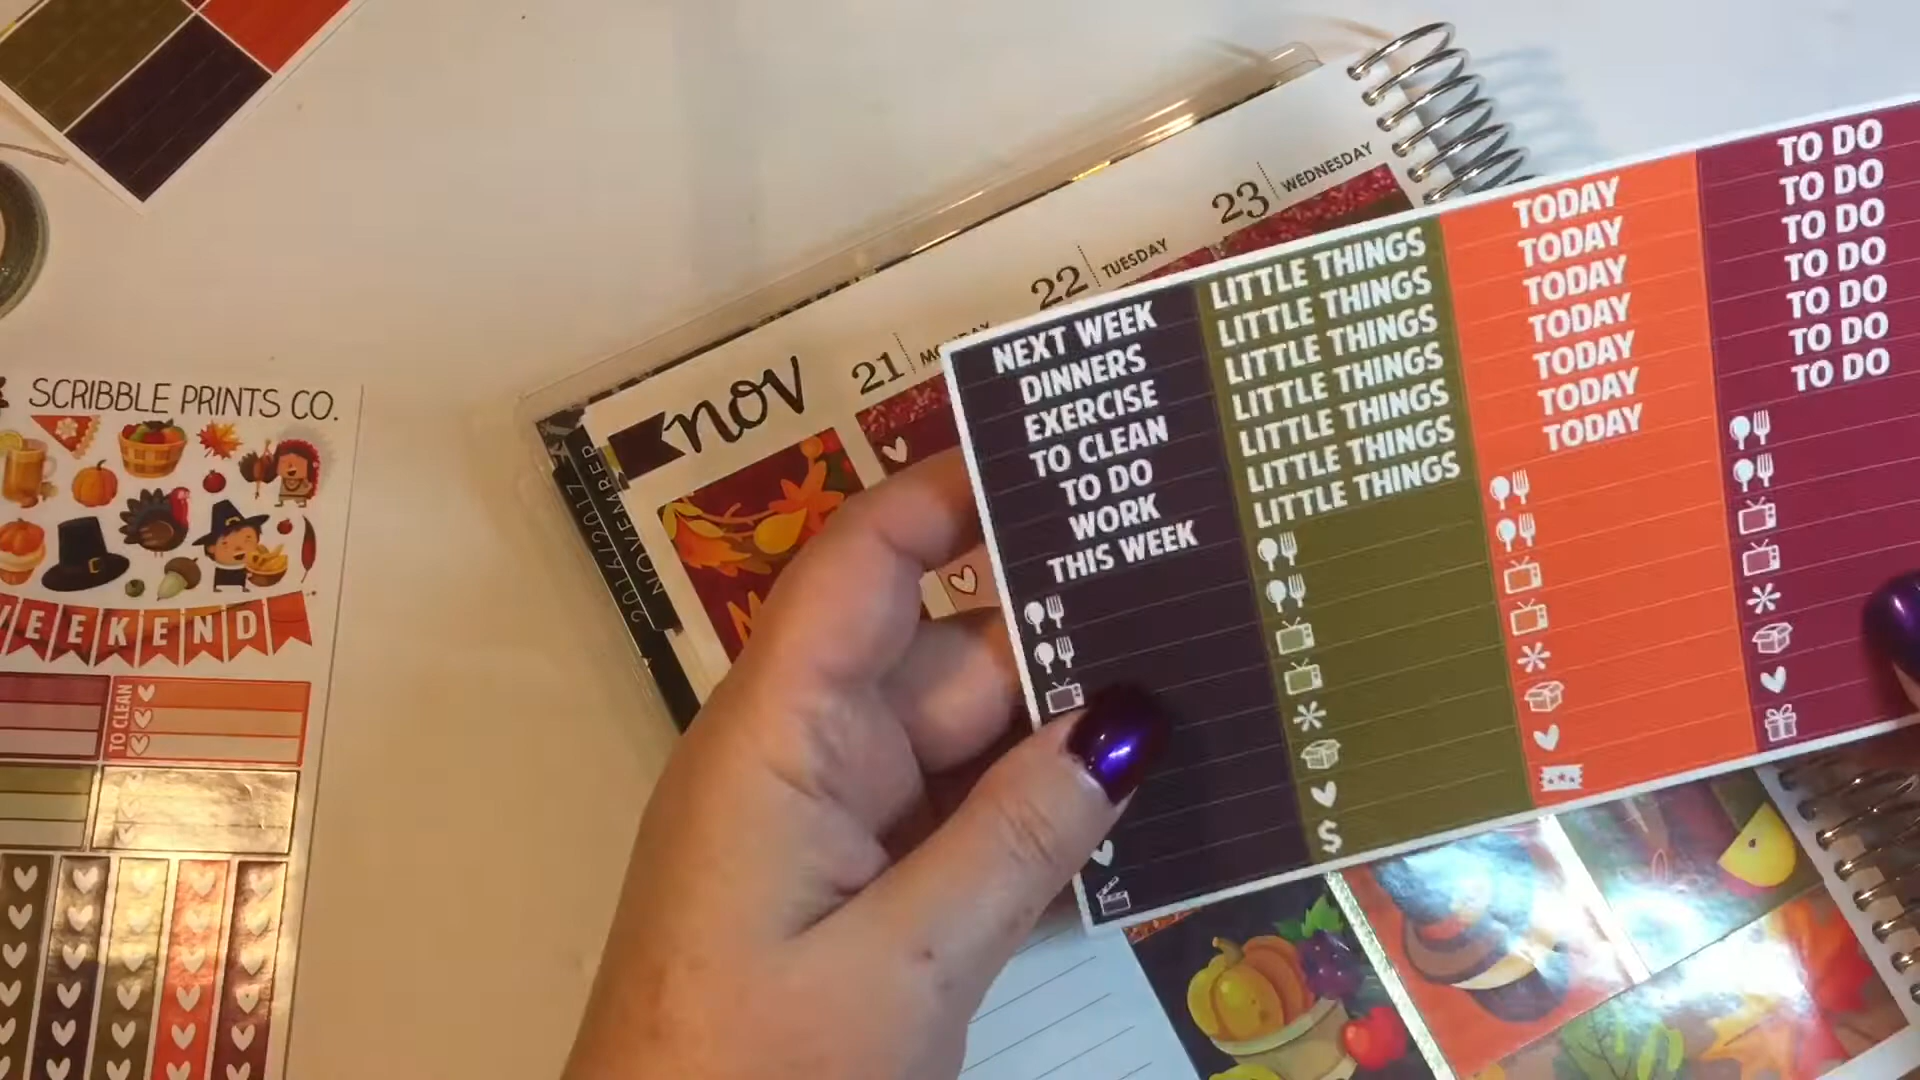 23 WEDNESDAY
22 TUESDAY
21
nov
2016/2017
NOVEMBER
SCRIBBLE PRINTS CO.
EEKEND
TO CLEAN
NEXT WEEK
DINNERS
EXERCISE
TO CLEAN
TO DO
WORK
THIS WEEK
LITTLE THINGS
LITTLE THINGS
LITTLE THINGS
LITTLE THINGS
LITTLE THINGS
LITTLE THINGS
LITTLE THINGS
$
TODAY
TODAY
TODAY
TODAY
TODAY
TODAY
TODAY
TO DO
TO DO
TO DO
TO DO
TO DO
TO DO
TO DO